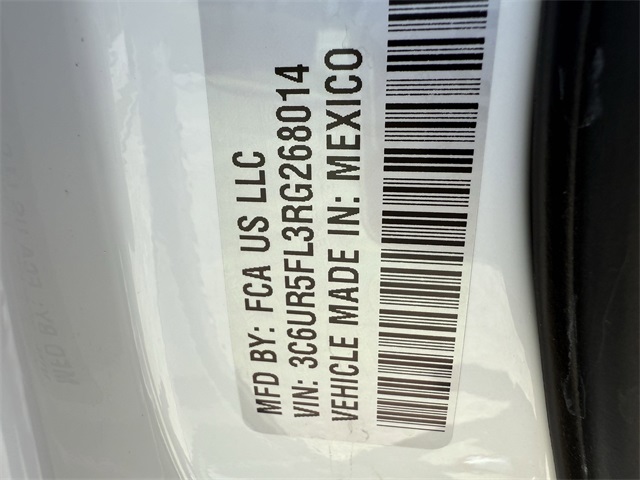 MFD BY: FCA US LLC
VIN: 3C6UR5FL3RG268014
VEHICLE MADE IN: MEXICO